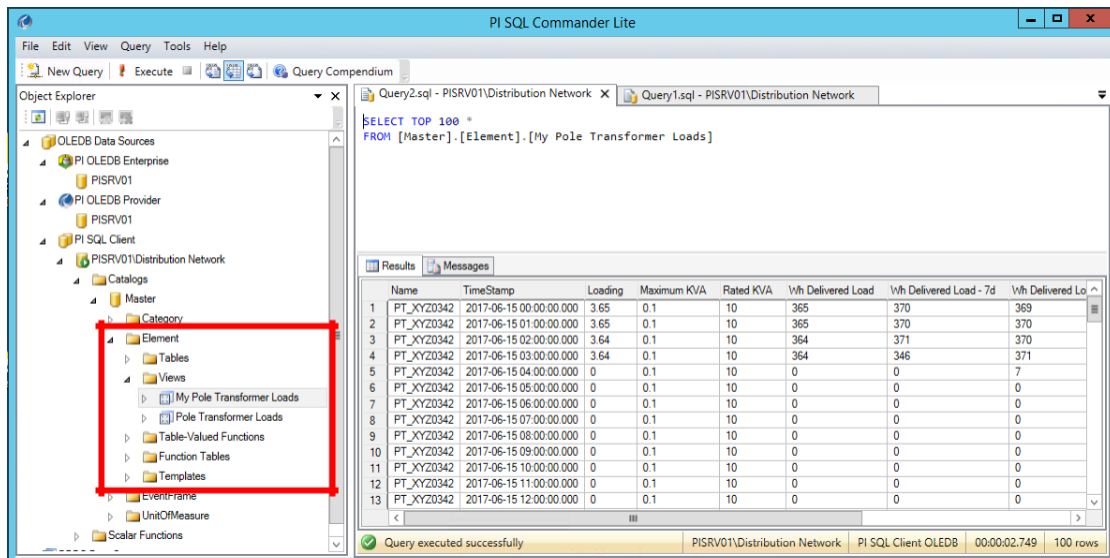 PI SQL Commander Lite
File Edit View Query Tools Help
New Query Execute Query Compendium
Object Explorer
OLEDB Data Sources
PI OLEDB Enterprise
PISRV01
PI OLEDB Provider
PISRV01
PI SQL Client
PISRV01\Distribution Network
Catalogs
Master
Category
Element
Tables
Views
My Pole Transformer Loads
Pole Transformer Loads
Table-Valued Functions
Function Tables
Templates
EventFrame
UnitOfMeasure
Scalar Functions
Query2.sql - PISRV01\Distribution Network Query1.sql - PISRV01\Distribution Network
SELECT TOP 100 *
FROM [Master].[Element].[My Pole Transformer Loads]
Results Messages
Name TimeStamp Loading Maximum KVA Rated KVA Wh Delivered Load Wh Delivered Load - 7d Wh Delivered Lo
1 PT_XYZ0342 2017-06-15 00:00:00.000 3.65 0.1 10 365 370 369
2 PT_XYZ0342 2017-06-15 01:00:00.000 3.65 0.1 10 365 370 370
3 PT_XYZ0342 2017-06-15 02:00:00.000 3.64 0.1 10 364 371 370
4 PT_XYZ0342 2017-06-15 03:00:00.000 3.64 0.1 10 364 346 371
5 PT_XYZ0342 2017-06-15 04:00:00.000 0 0.1 10 0 0 7
6 PT_XYZ0342 2017-06-15 05:00:00.000 0 0.1 10 0 0 0
7 PT_XYZ0342 2017-06-15 06:00:00.000 0 0.1 10 0 0 0
8 PT_XYZ0342 2017-06-15 07:00:00.000 0 0.1 10 0 0 0
9 PT_XYZ0342 2017-06-15 08:00:00.000 0 0.1 10 0 0 0
10 PT_XYZ0342 2017-06-15 09:00:00.000 0 0.1 10 0 0 0
11 PT_XYZ0342 2017-06-15 10:00:00.000 0 0.1 10 0 0 0
12 PT_XYZ0342 2017-06-15 11:00:00.000 0 0.1 10 0 0 0
13 PT_XYZ0342 2017-06-15 12:00:00.000 0 0.1 10 0 0 0
Query executed successfully PISRV01\Distribution Network PI SQL Client OLEDB 00:00:02.749 100 rows